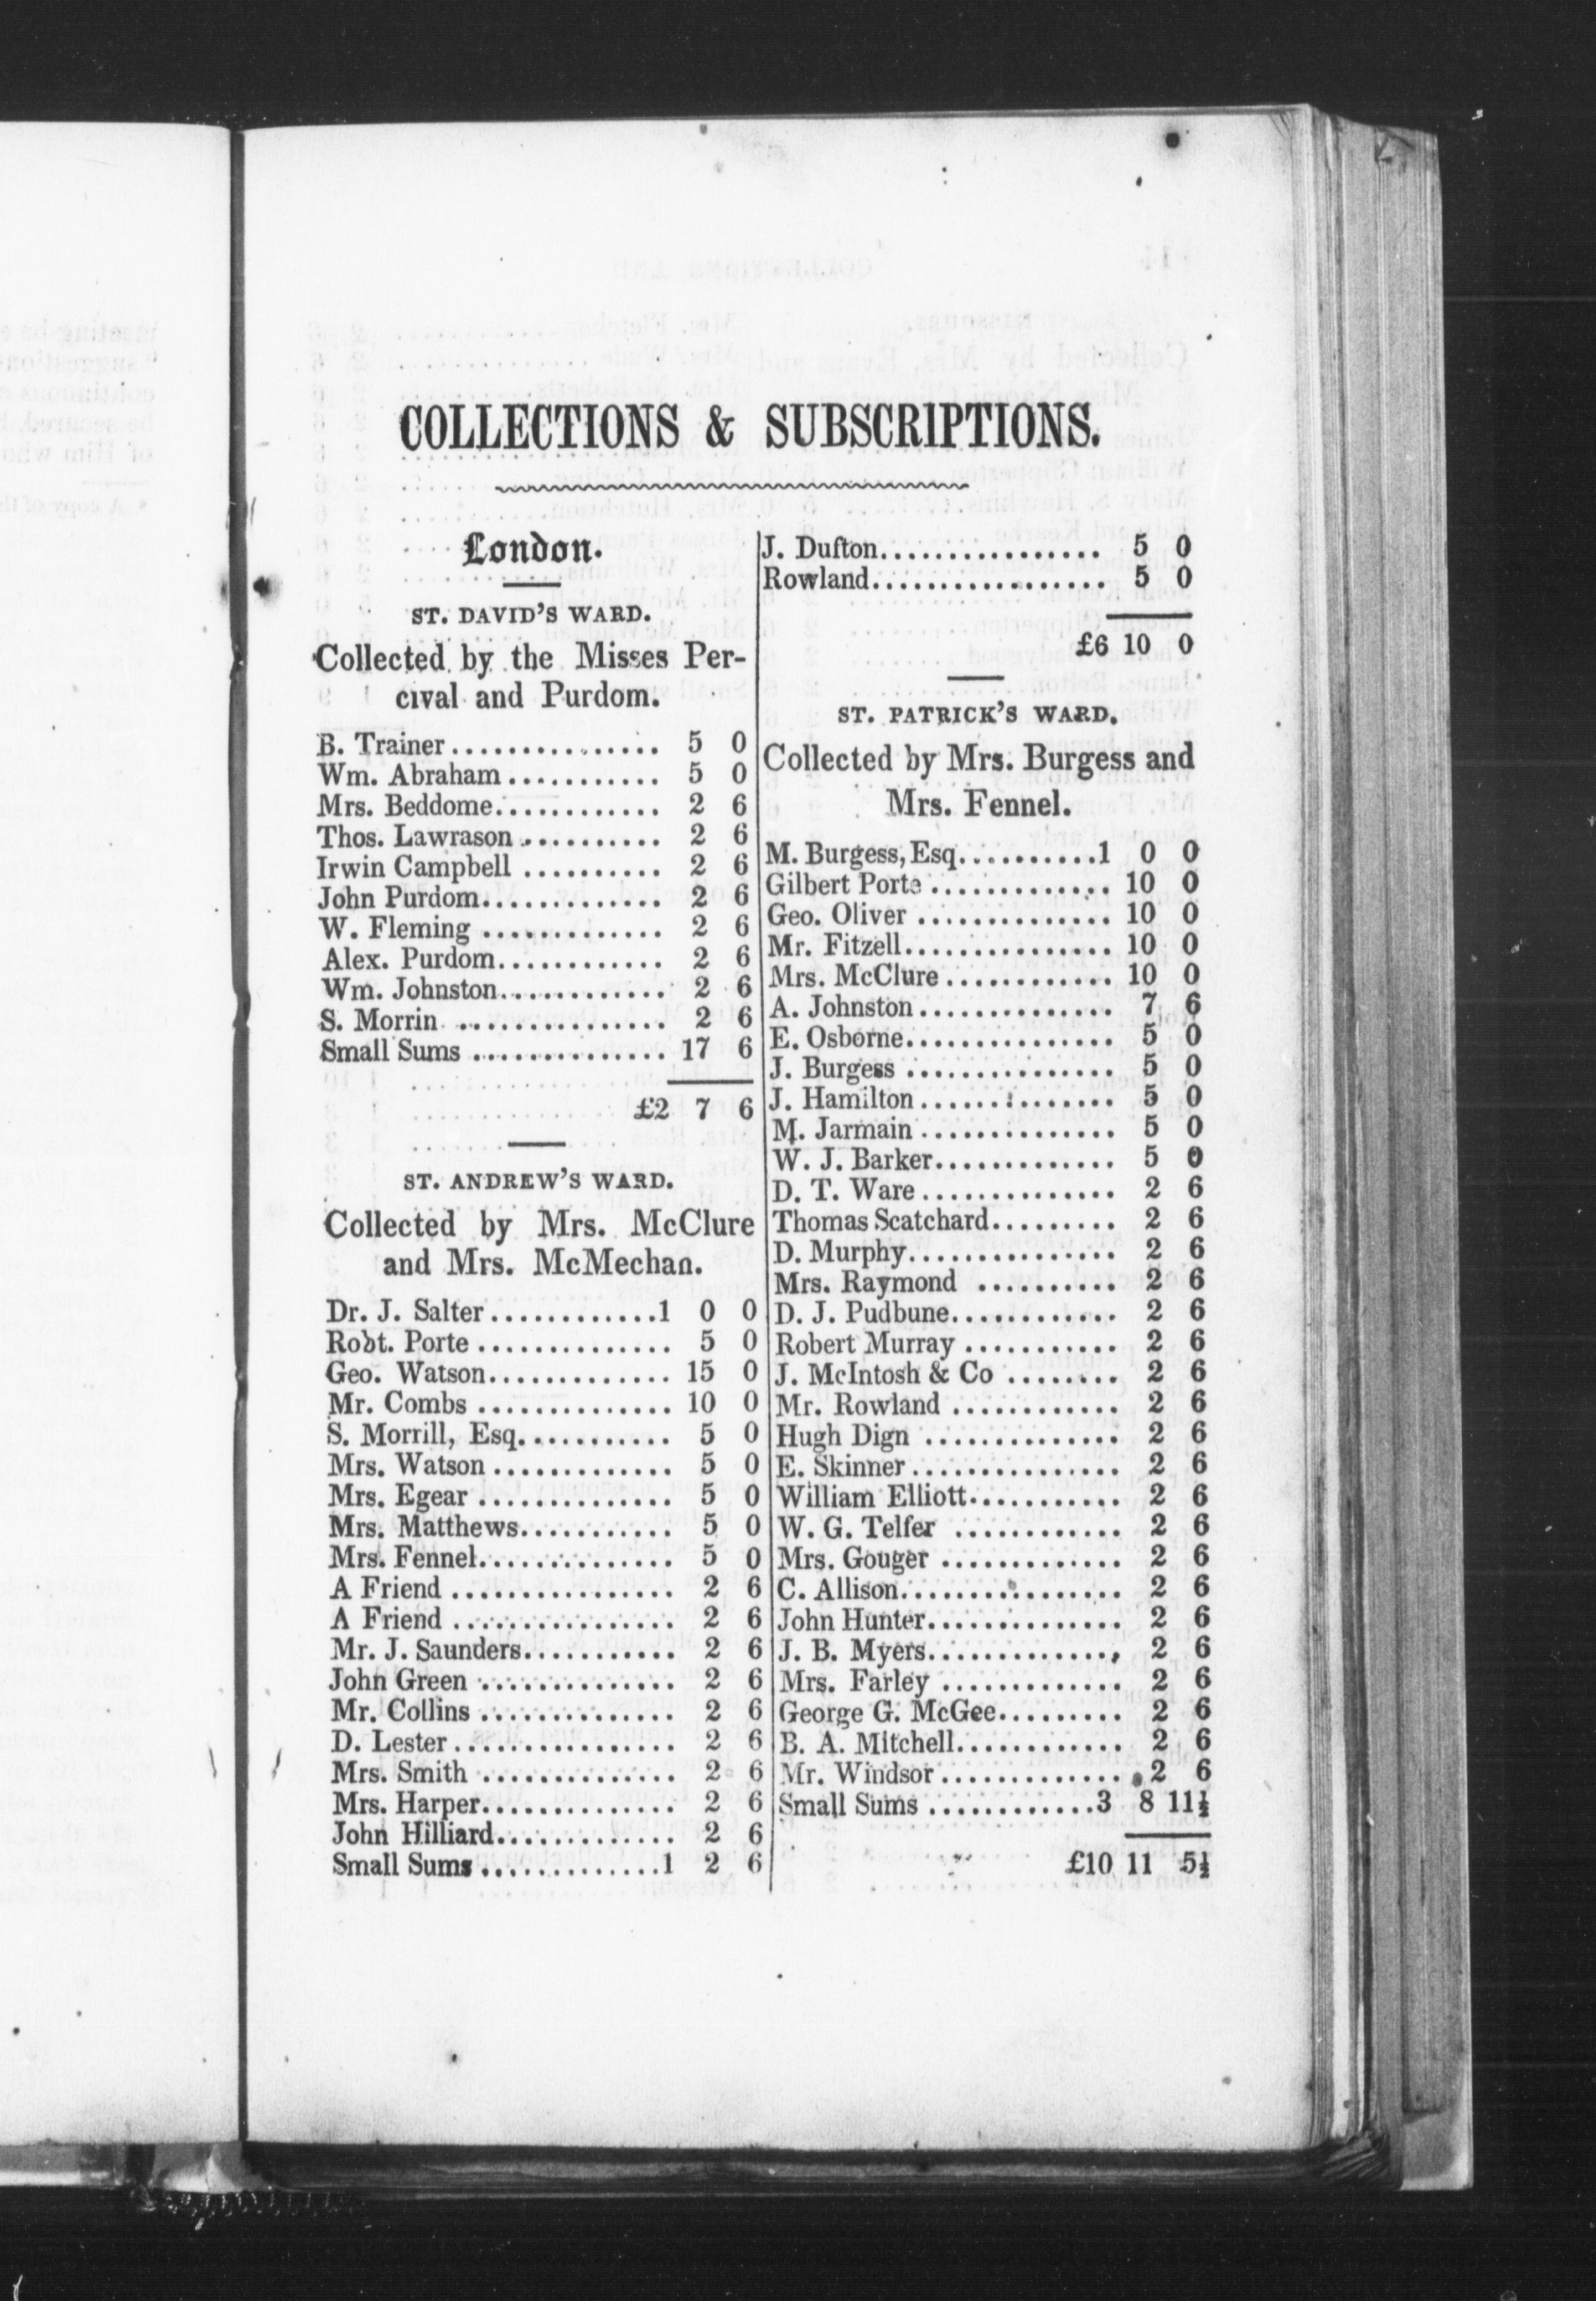 COLLECTIONS & SUBSCRIPTIONS.
London.
ST. DAVID'S WARD.
Collected by the Misses Per-
cival and Purdom.
B. Trainer............... 5 0
Wm. Abraham........... 5 0
Mrs. Beddome............ 2 6
Thos. Lawrason.......... 2 6
Irwin Campbell .......... 2 6
John Purdom............. 2 6
W. Fleming ............. 2 6
Alex. Purdom............ 2 6
Wm. Johnston............ 2 6
S. Morrin ............... 2 6
Small Sums .............. 17 6
£2 7 6
ST. ANDREW'S WARD.
Collected by Mrs. McClure
and Mrs. McMechan.
Dr. J. Salter............1 0 0
Robt. Porte .............. 5 0
Geo. Watson............. 15 0
Mr. Combs .............. 10 0
S. Morrill, Esq........... 5 0
Mrs. Watson ............. 5 0
Mrs. Egear .............. 5 0
Mrs. Matthews........... 5 0
Mrs. Fennel.............. 5 0
A Friend ................ 2 6
A Friend ................ 2 6
Mr. J. Saunders........... 2 6
John Green .............. 2 6
Mr. Collins .............. 2 6
D. Lester................ 2 6
Mrs. Smith .............. 2 6
Mrs. Harper.............. 2 6
John Hilliard............. 2 6
Small Sums.............1 2 6
J. Dufton................ 5 0
Rowland................. 5 0
£6 10 0
ST. PATRICK'S WARD.
Collected by Mrs. Burgess and
Mrs. Fennel.
M. Burgess, Esq..........1 0 0
Gilbert Porte ............. 10 0
Geo. Oliver .............. 10 0
Mr. Fitzell............... 10 0
Mrs. McClure ............ 10 0
A. Johnston .............. 7 6
E. Osborne............... 5 0
J. Burgess ............... 5 0
J. Hamilton .............. 5 0
M. Jarmain .............. 5 0
W. J. Barker............. 5 0
D. T. Ware .............. 2 6
Thomas Scatchard......... 2 6
D. Murphy............... 2 6
Mrs. Raymond .......... 2 6
D. J. Pudbune............ 2 6
Robert Murray ........... 2 6
J. McIntosh & Co ........ 2 6
Mr. Rowland ............ 2 6
Hugh Dign .............. 2 6
E. Skinner................ 2 6
William Elliott........... 2 6
W. G. Telfer ............ 2 6
Mrs. Gouger ............. 2 6
C. Allison................ 2 6
John Hunter.............. 2 6
J. B. Myers.............. 2 6
Mrs. Farley ............. 2 6
George G. McGee......... 2 6
B. A. Mitchell............ 2 6
Mr. Windsor............. 2 6
Small Sums ............3 8 11½
£10 11 5½